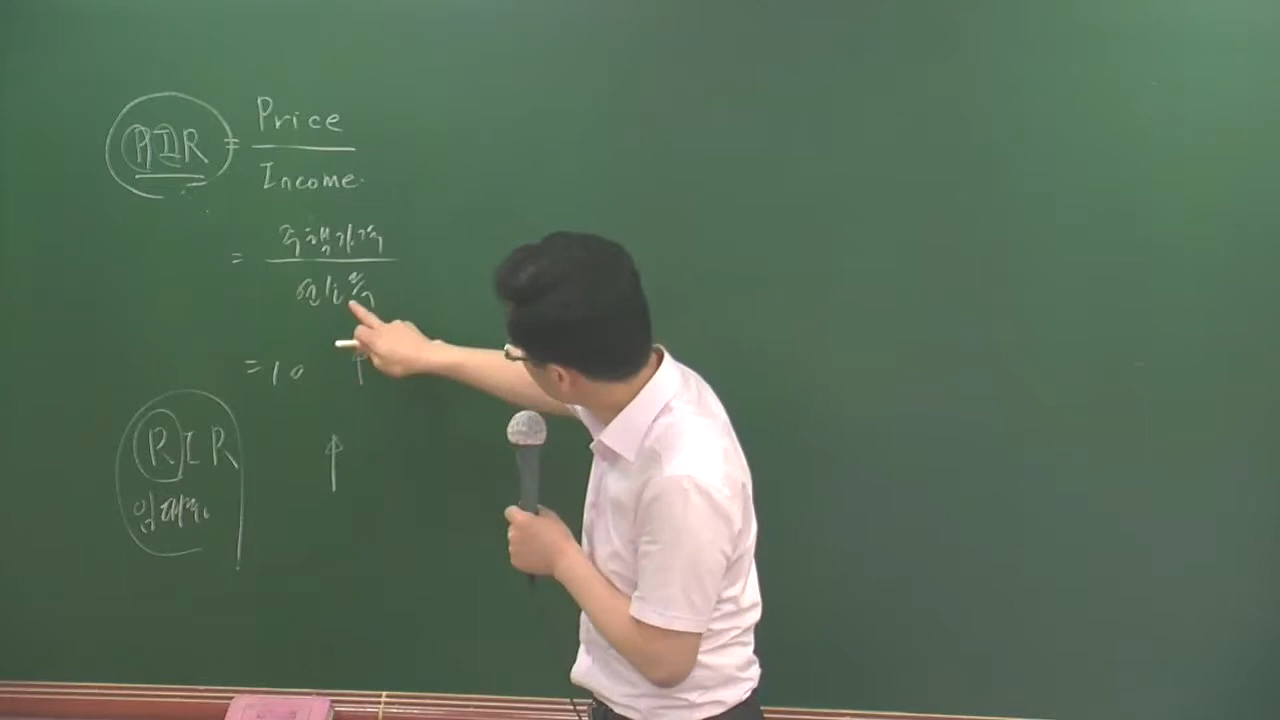 PIR = Price
Income
= 주택가격
연소득
= 10 ↑
RIR ↑
임대료